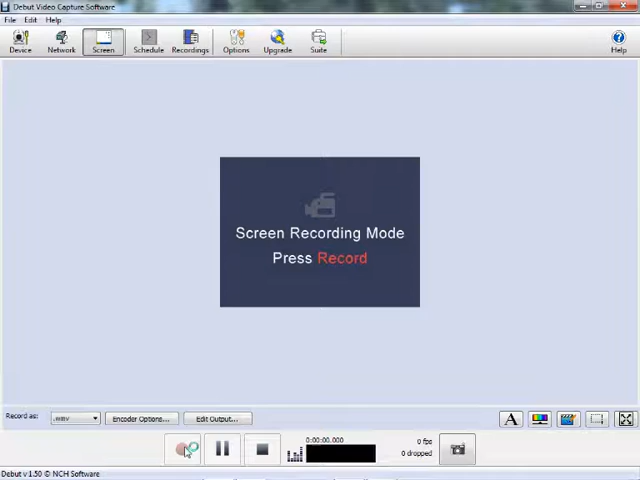 Debut Video Capture Software
File Edit Help
Device Network Screen Schedule Recordings Options Upgrade Suite Help
Screen Recording Mode
Press Record
Record as: .wmv Encoder Options... Edit Output... A
0:00:00.000 0 fps
0 dropped
Debut v 1.50 © NCH Software